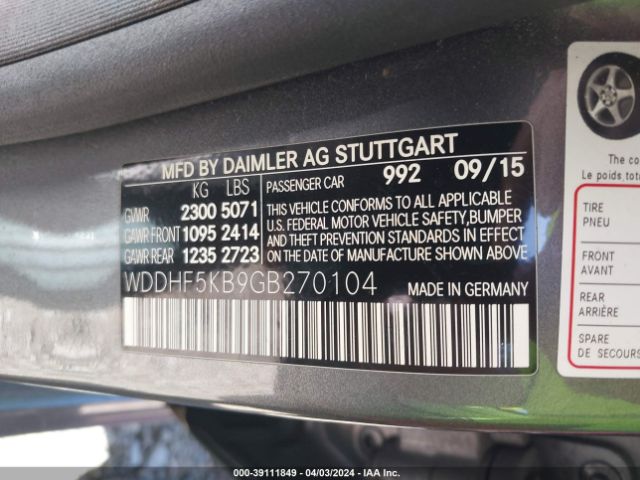 MFD BY DAIMLER AG STUTTGART
KG LBS
GVWR 2300 5071
GAWR FRONT 1095 2414
GAWR REAR 1235 2723
PASSENGER CAR 992 09/15
THIS VEHICLE CONFORMS TO ALL APPLICABLE
U.S. FEDERAL MOTOR VEHICLE SAFETY, BUMPER
AND THEFT PREVENTION STANDARDS IN EFFECT
ON DATE OF MANUFACTURE SHOWN ABOVE
WDDHF5KB9GB270104 MADE IN GERMANY
The
Le poids tot
TIRE
PNEU
FRONT
AVANT
REAR
ARRIÈRE
SPARE
DE SECOURS
000-39111849 - 04/03/2024 - IAA Inc.